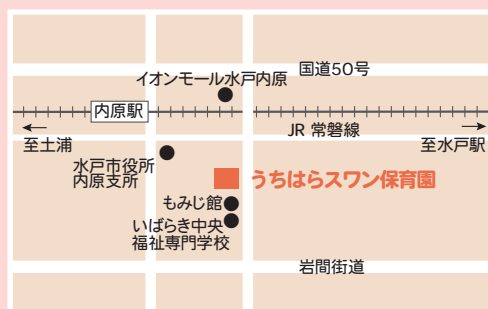 国道50号
イオンモール水戸内原
内原駅
JR 常磐線
至土浦
至水戸駅
水戸市役所
内原支所
うちはらスワン保育園
もみじ館
いばらき中央
福祉専門学校
岩間街道